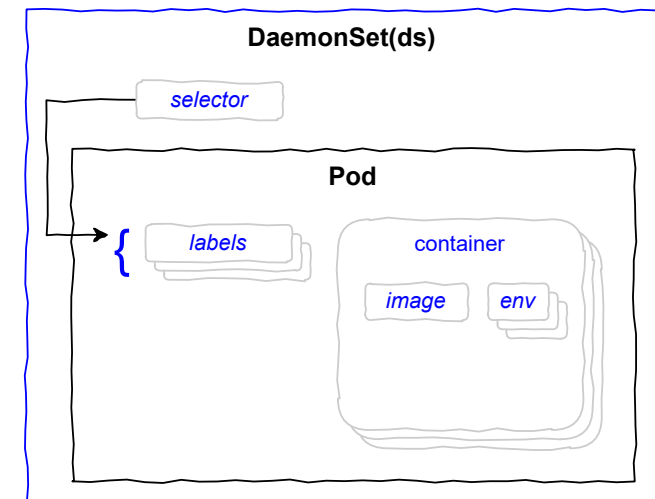 DaemonSet(ds)
selector
Pod
{
labels
container
image
env